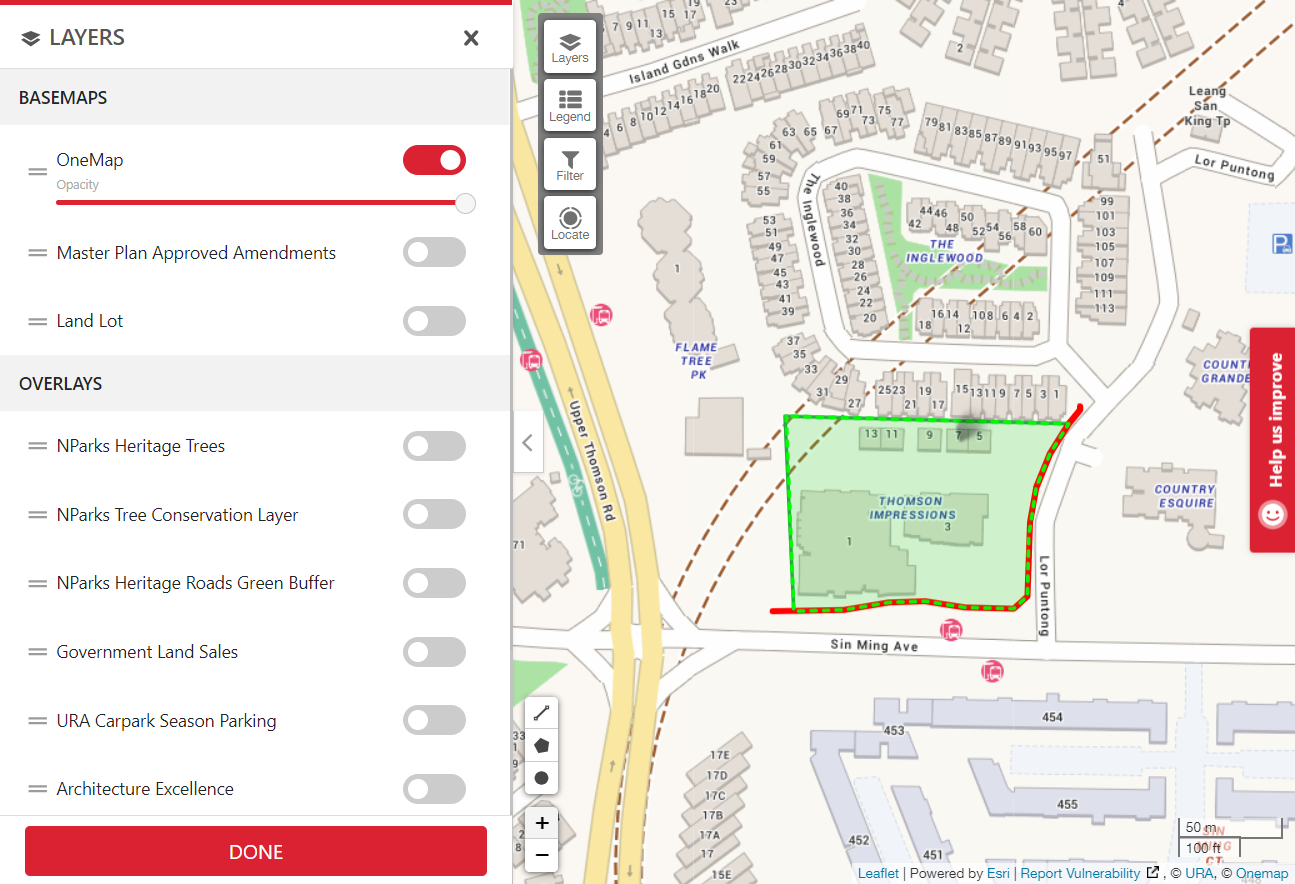 LAYERS
BASEMAPS
OneMap
Opacity
Master Plan Approved Amendments
Land Lot
OVERLAYS
NParks Heritage Trees
NParks Tree Conservation Layer
NParks Heritage Roads Green Buffer
Government Land Sales
URA Carpark Season Parking
Architecture Excellence
DONE
Layers
Legend
Filter
Locate
Island Gdns Walk
22 24 26 28 30 32 34 36 38 40
4 6 8 10 12 14 16 18 20
7 9 11 13 15 17 19 23
2
Leang
San
King Tp
Lor Puntong
69 71 73 75 77
63 65 67
61
59
57
55
79 81 83 85 87 89 91 93 95 97
51
99
101
103
105
107
109
111
113
The Inglewood
53
51
49
47
45
43
41
39
40
38
36
34
32
30
28
26
24
22
20
42 44 46 48 50 52 54 56 58 60
THE
INGLEWOOD
18 16 14 12 10 8 6 4 2
1
FLAME
TREE
PK
37
35
33
31
29
27
25 23 21 19 17
15 13 11 9 7 5 3 1
13 11 9 7 5
THOMSON
IMPRESSIONS
1
3
COUNTRY
ESQUIRE
Upper Thomson Rd
71
Lor Puntong
Sin Ming Ave
P
Help us improve
453
454
455
452
451
17E
17D
17C
17B
17A
17
15E
+
−
50 m
100 ft
Leaflet | Powered by Esri | Report Vulnerability , © URA, © Onemap